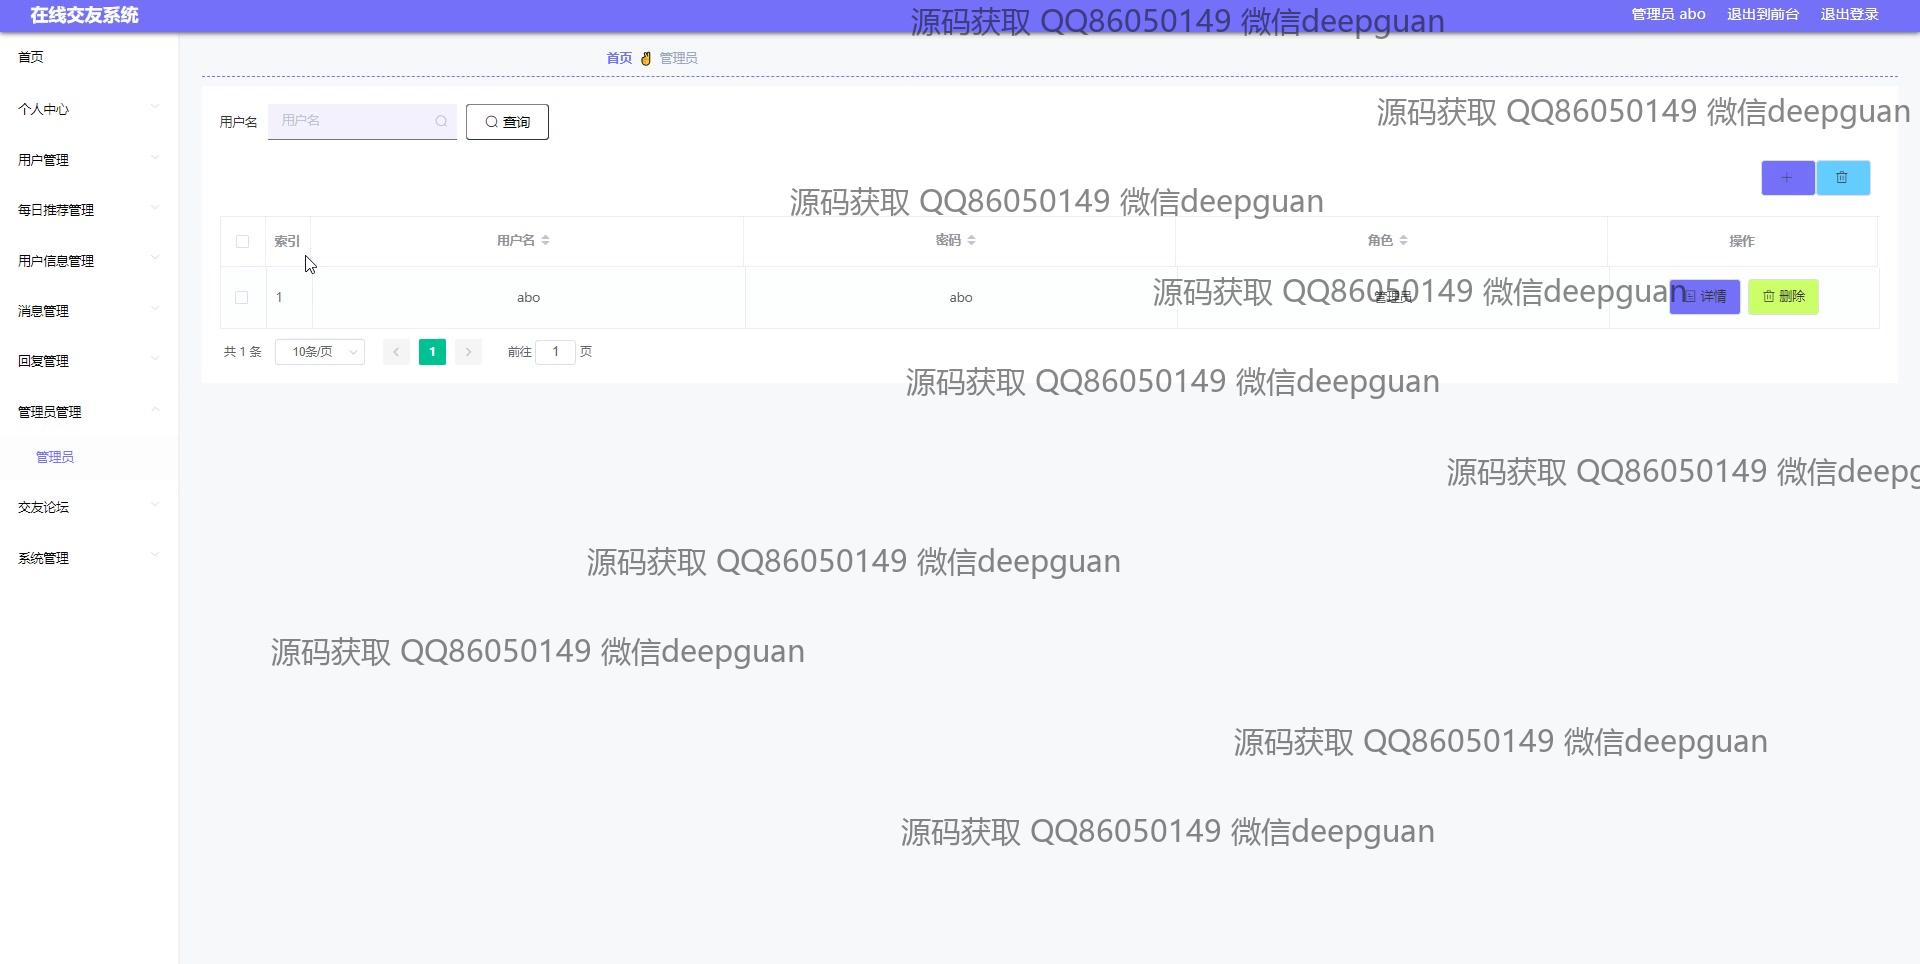 在线交友系统
管理员 abo 退出到前台 退出登录
源码获取 QQ86050149 微信deepguan
首页
个人中心
用户管理
每日推荐管理
用户信息管理
消息管理
回复管理
管理员管理
管理员
交友论坛
系统管理
首页 管理员
源码获取 QQ86050149 微信deepguan
用户名 用户名 查询
源码获取 QQ86050149 微信deepguan
索引 用户名 密码 角色 操作
1 abo abo 管理员 详情 删除
源码获取 QQ86050149 微信deepguan
共 1 条 10条/页 1 前往 1 页
源码获取 QQ86050149 微信deepguan
源码获取 QQ86050149 微信deepg
源码获取 QQ86050149 微信deepguan
源码获取 QQ86050149 微信deepguan
源码获取 QQ86050149 微信deepguan
源码获取 QQ86050149 微信deepguan